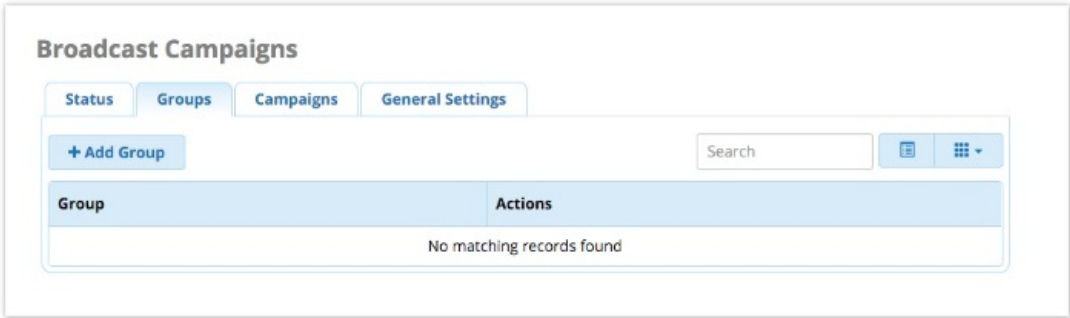 Broadcast Campaigns
Status Groups Campaigns General Settings
+ Add Group Search
Group Actions
No matching records found